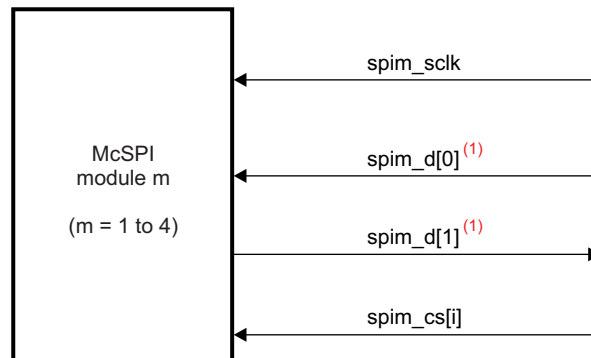 McSPI
module m
(m = 1 to 4)
spim_sclk
spim_d[0] (1)
spim_d[1] (1)
spim_cs[i]